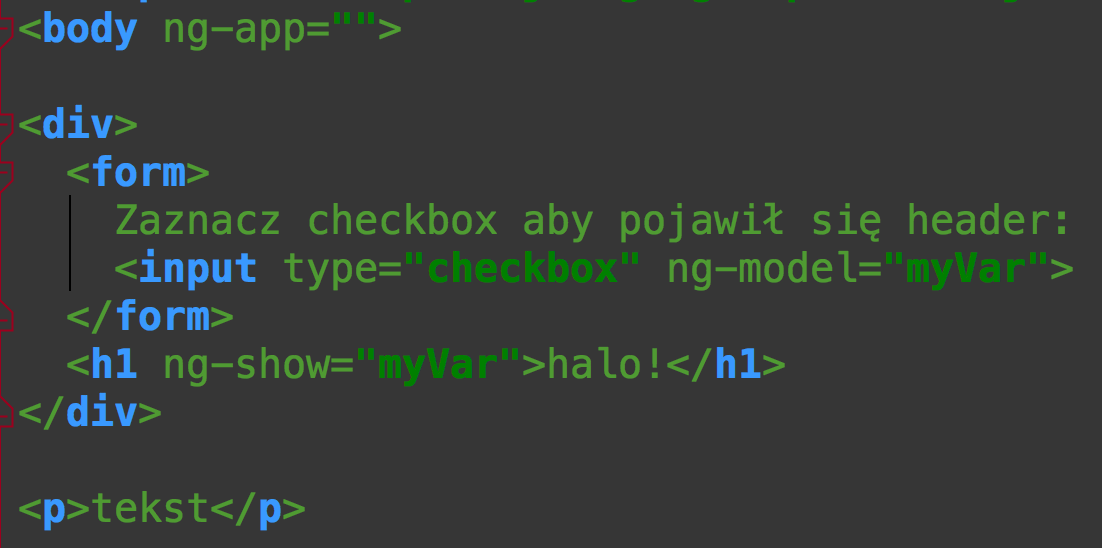 <body ng-app="">
<div>
<form>
Zaznacz checkbox aby pojawił się header:
<input type="checkbox" ng-model="myVar">
</form>
<h1 ng-show="myVar">halo!</h1>
</div>
<p>tekst</p>